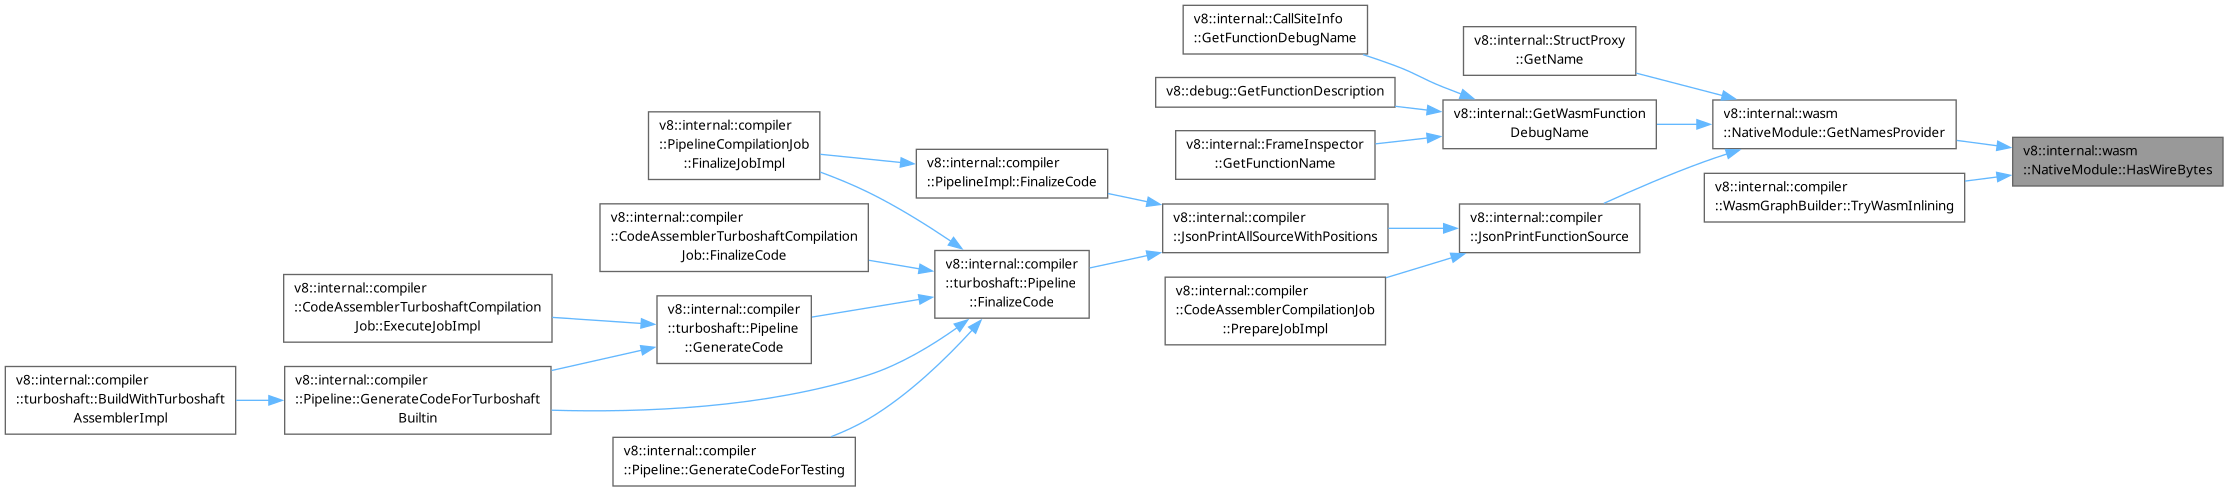 v8::internal::CallSiteInfo
::GetFunctionDebugName
v8::internal::StructProxy
::GetName
v8::debug::GetFunctionDescription
v8::internal::GetWasmFunction
DebugName
v8::internal::wasm
::NativeModule::GetNamesProvider
v8::internal::compiler
::PipelineCompilationJob
::FinalizeJobImpl
v8::internal::FrameInspector
::GetFunctionName
v8::internal::wasm
::NativeModule::HasWireBytes
v8::internal::compiler
::PipelineImpl::FinalizeCode
v8::internal::compiler
::WasmGraphBuilder::TryWasmInlining
v8::internal::compiler
::CodeAssemblerTurboshaftCompilation
Job::FinalizeCode
v8::internal::compiler
::JsonPrintAllSourceWithPositions
v8::internal::compiler
::JsonPrintFunctionSource
v8::internal::compiler
::turboshaft::Pipeline
::FinalizeCode
v8::internal::compiler
::CodeAssemblerTurboshaftCompilation
Job::ExecuteJobImpl
v8::internal::compiler
::turboshaft::Pipeline
::GenerateCode
v8::internal::compiler
::CodeAssemblerCompilationJob
::PrepareJobImpl
v8::internal::compiler
::turboshaft::BuildWithTurboshaft
AssemblerImpl
v8::internal::compiler
::Pipeline::GenerateCodeForTurboshaft
Builtin
v8::internal::compiler
::Pipeline::GenerateCodeForTesting